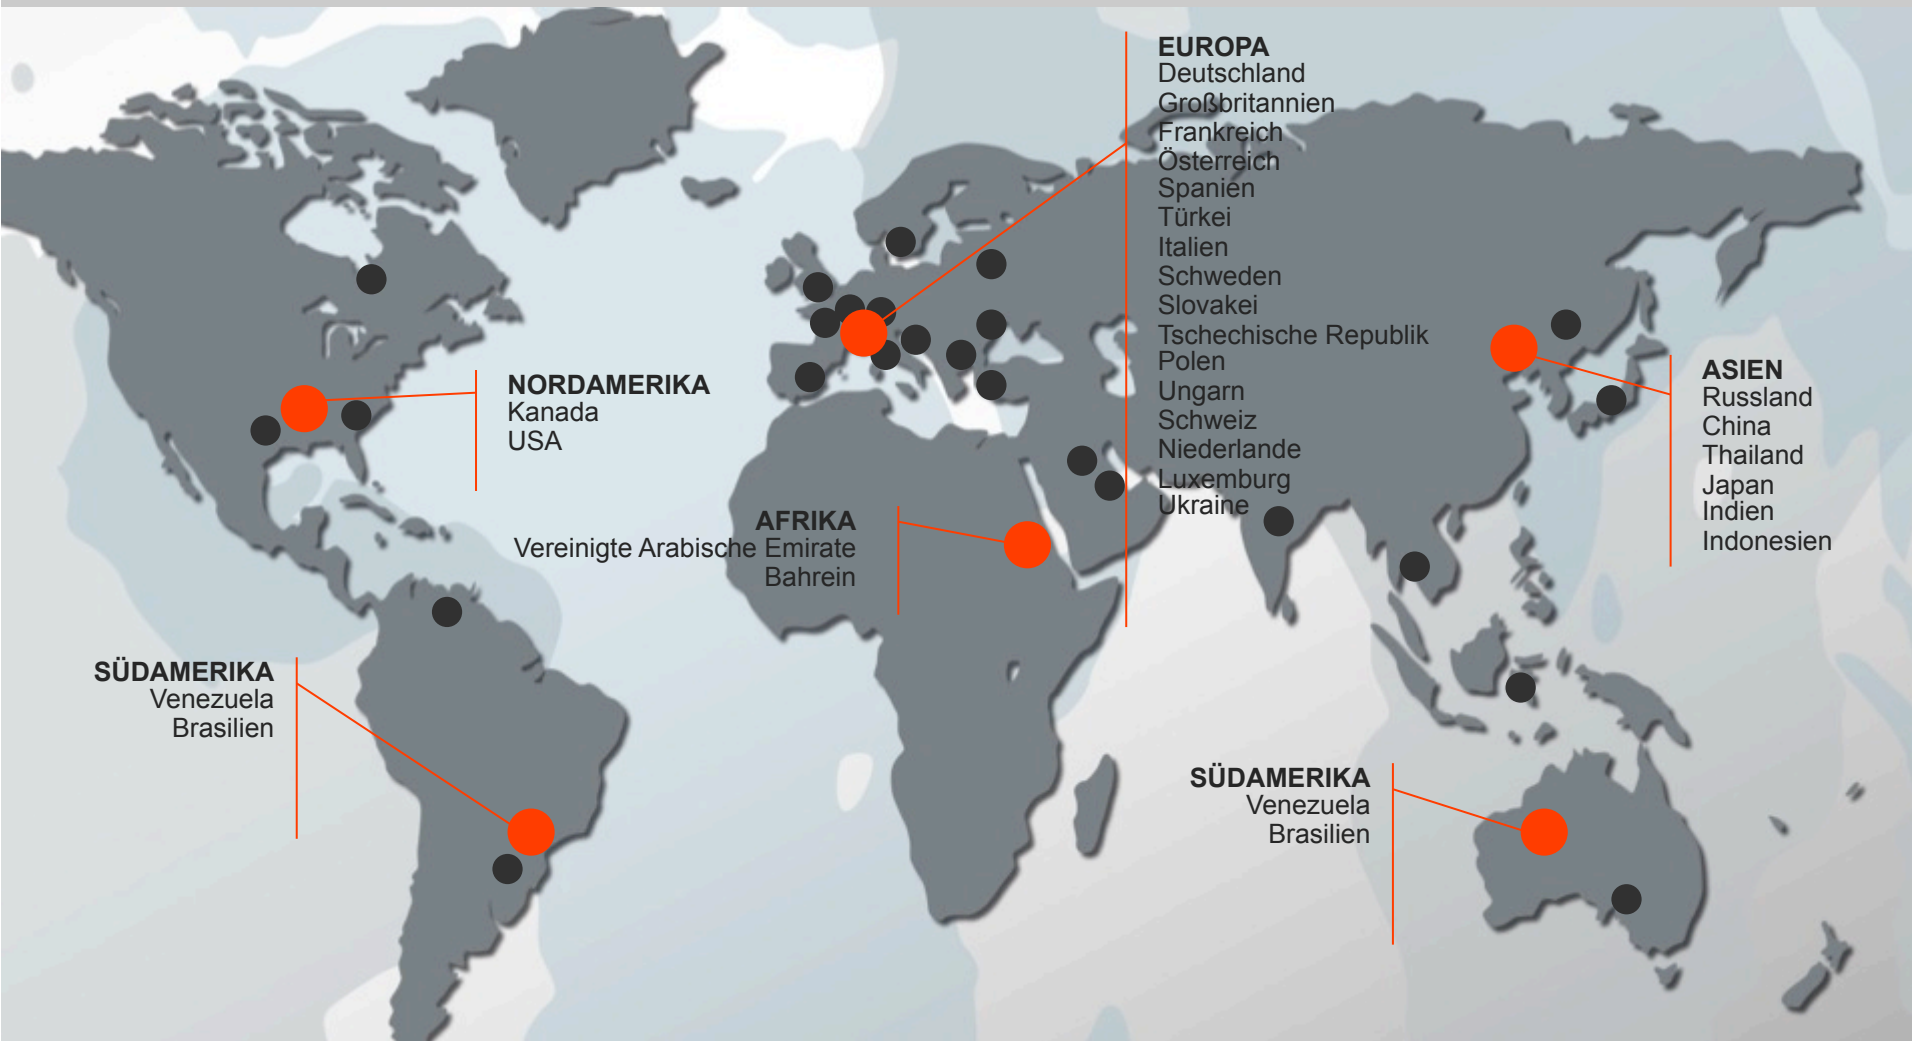 EUROPA
Deutschland
Großbritannien
Frankreich
Österreich
Spanien
Türkei
Italien
Schweden
Slovakei
Tschechische Republik
Polen
Ungarn
Schweiz
Niederlande
Luxemburg
Ukraine
NORDAMERIKA
Kanada
USA
ASIEN
Russland
China
Thailand
Japan
Indien
Indonesien
AFRIKA
Vereinigte Arabische Emirate
Bahrein
SÜDAMERIKA
Venezuela
Brasilien
SÜDAMERIKA
Venezuela
Brasilien